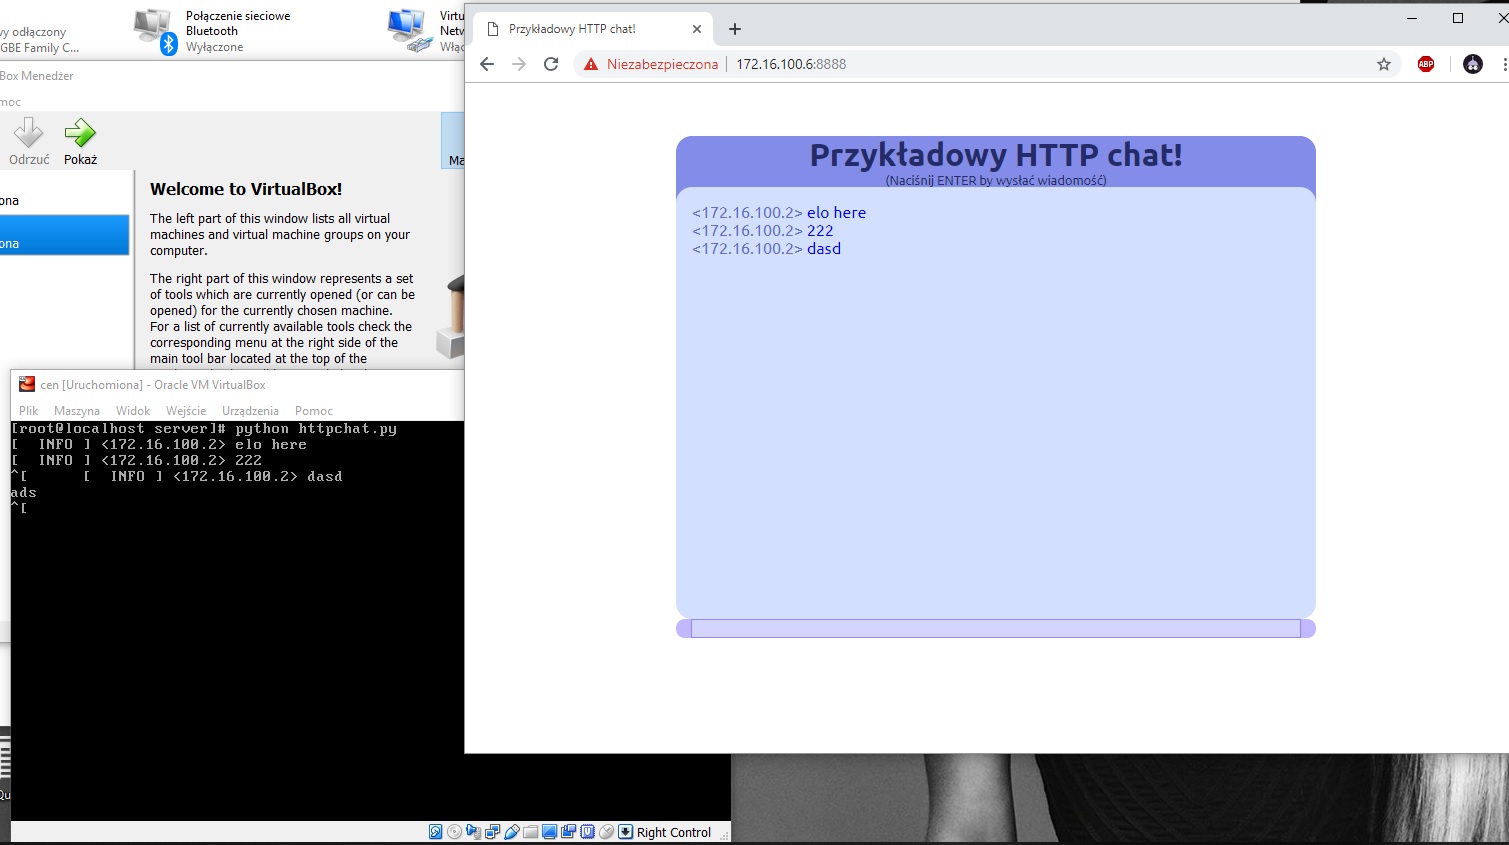 wy odłączony
GBE Family C...
Połączenie sieciowe
Bluetooth
Wyłączone
Virtu
Netw
Włąc
Box Menedżer
moc
Odrzuć
Pokaż
Ma
ona
ona
Welcome to VirtualBox!
The left part of this window lists all virtual
machines and virtual machine groups on your
computer.
The right part of this window represents a set
of tools which are currently opened (or can be
opened) for the currently chosen machine.
For a list of currently available tools check the
corresponding menu at the right side of the
main tool bar located at the top of the
cen [Uruchomiona] - Oracle VM VirtualBox
Plik Maszyna Widok Wejście Urządzenia Pomoc
[root@localhost server]# python httpchat.py
[  INFO ] <172.16.100.2> elo here
[  INFO ] <172.16.100.2> 222
^[      [  INFO ] <172.16.100.2> dasd
ads
^[
Right Control
Qu
Przykładowy HTTP chat!
Niezabezpieczona | 172.16.100.6:8888
ABP
Przykładowy HTTP chat!
(Naciśnij ENTER by wysłać wiadomość)
<172.16.100.2> elo here
<172.16.100.2> 222
<172.16.100.2> dasd